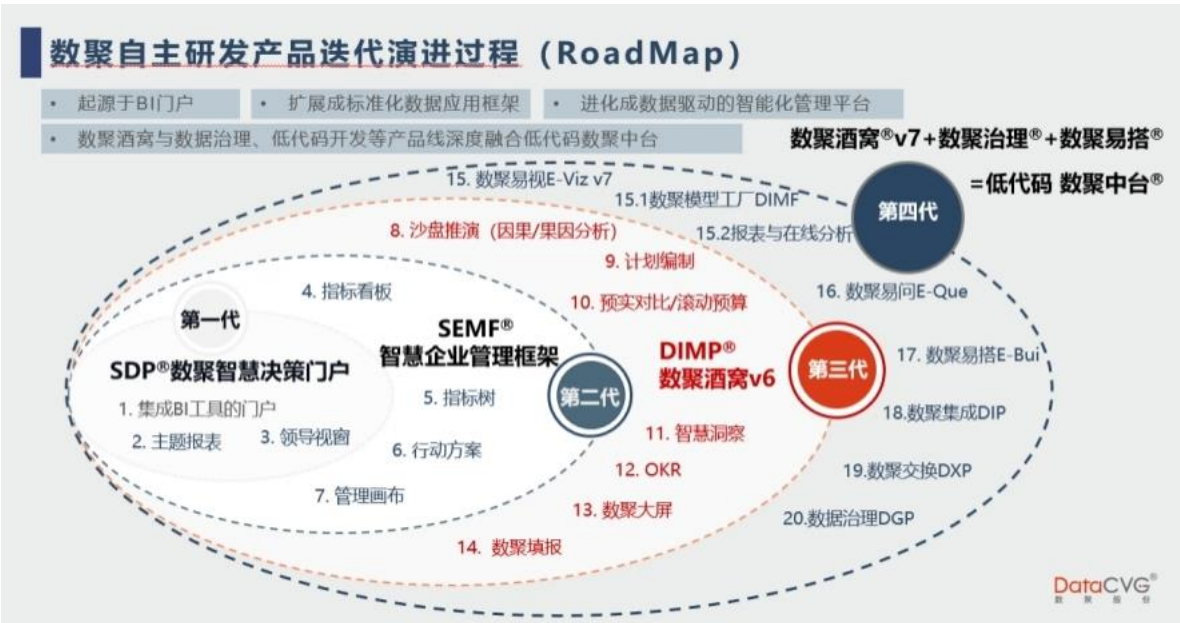 数聚自主研发产品迭代演进过程（RoadMap）
• 起源于BI门户
• 扩展成标准化数据应用框架
• 进化成数据驱动的智能化管理平台
• 数聚酒窝与数据治理、低代码开发等产品线深度融合低代码数聚中台
数聚酒窝®v7+数聚治理®+数聚易搭®
=低代码 数聚中台®
第四代
15. 数聚易视E-Viz v7
15.1数聚模型工厂DIMF
15.2报表与在线分析
8. 沙盘推演（因果/果因分析）
9. 计划编制
10. 预实对比/滚动预算
16. 数聚易问E-Que
4. 指标看板
第一代
SEMF®
智慧企业管理框架
第二代
DIMP®
数聚酒窝v6
第三代
17. 数聚易搭E-Bui
SDP®数聚智慧决策门户
1. 集成BI工具的门户
2. 主题报表
3. 领导视窗
5. 指标树
6. 行动方案
7. 管理画布
11. 智慧洞察
12. OKR
13. 数聚大屏
14. 数聚填报
18.数聚集成DIP
19.数聚交换DXP
20.数据治理DGP
DataCVG®
数聚股份